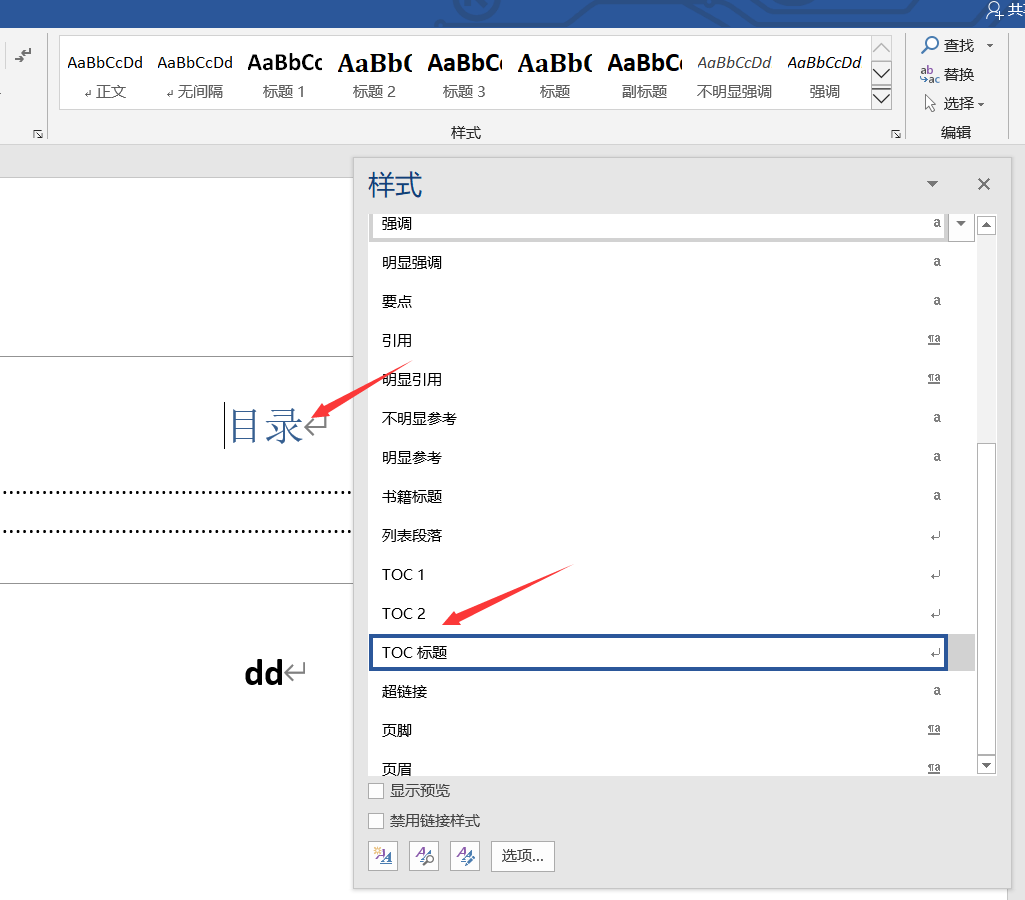 共
AaBbCcDd AaBbCcDd AaBbCc AaBbC AaBbC AaBbC AaBbC AaBbCcDd AaBbCcDd
正文 无间隔 标题 1 标题 2 标题 3 标题 副标题 不明显强调 强调
样式
查找
替换
选择
编辑
样式
强调 a
明显强调 a
要点 a
引用 ¶a
明显引用 ¶a
不明显参考 a
明显参考 a
书籍标题 a
列表段落 ↵
TOC 1 ↵
TOC 2 ↵
TOC 标题 ↵
超链接 a
页脚 ¶a
页眉 ¶a
显示预览
禁用链接样式
选项...
目录↵
dd↵